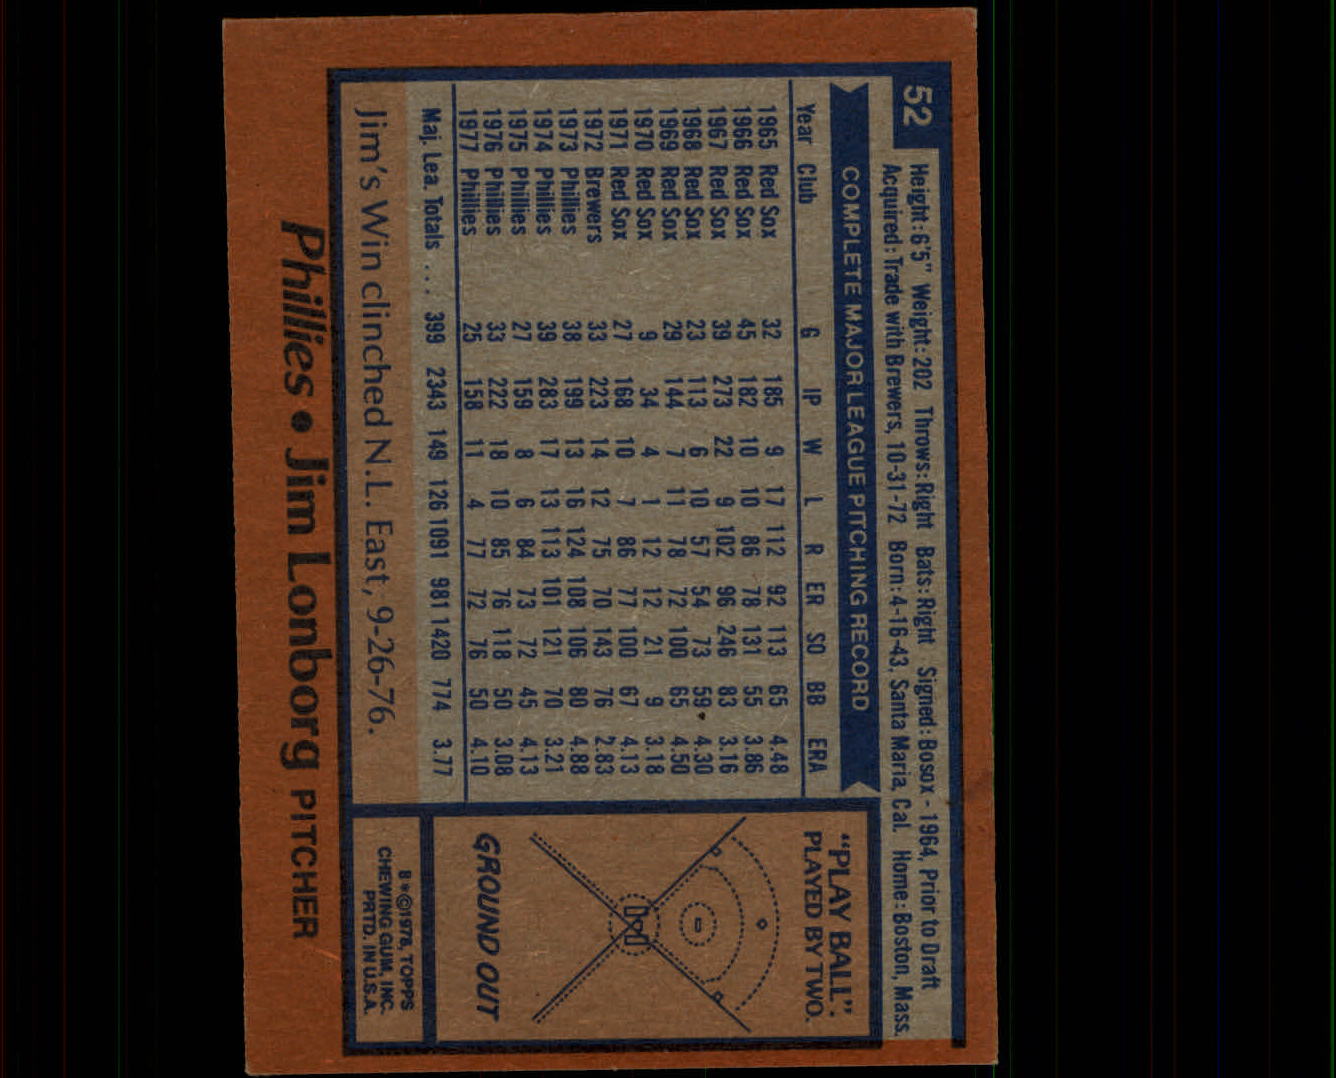 52
Height: 6'5" Weight: 202 Throws: Right Bats: Right Signed: Bosox - 1964, Prior to Draft
Acquired: Trade with Brewers, 10-31-72 Born: 4-16-43, Santa Maria, Cal. Home: Boston, Mass.
COMPLETE MAJOR LEAGUE PITCHING RECORD
Year Club G IP W L R ER SO BB ERA
1965 Red Sox 32 185 9 17 112 92 113 65 4.48
1966 Red Sox 45 182 10 10 86 78 131 55 3.86
1967 Red Sox 39 273 22 9 102 96 246 83 3.16
1968 Red Sox 23 113 6 10 57 54 73 59 4.30
1969 Red Sox 29 144 7 11 78 72 100 65 4.50
1970 Red Sox 9 34 4 1 12 12 21 9 3.18
1971 Red Sox 27 168 10 7 86 77 100 67 4.13
1972 Brewers 33 223 14 12 75 70 143 76 2.83
1973 Phillies 38 199 13 16 124 108 106 80 4.88
1974 Phillies 39 283 17 13 113 101 121 70 3.21
1975 Phillies 27 159 8 6 84 73 72 45 4.13
1976 Phillies 33 222 18 10 85 76 118 50 3.08
1977 Phillies 25 158 11 4 77 72 76 50 4.10
Maj. Lea. Totals ... 399 2343 149 126 1091 981 1420 774 3.77
Jim's Win clinched N.L. East, 9-26-76.
"PLAY BALL"
PLAYED BY TWO.
GROUND OUT
8*©1978, TOPPS
CHEWING GUM, INC.
PRTD. IN U.S.A.
Phillies • Jim Lonborg PITCHER